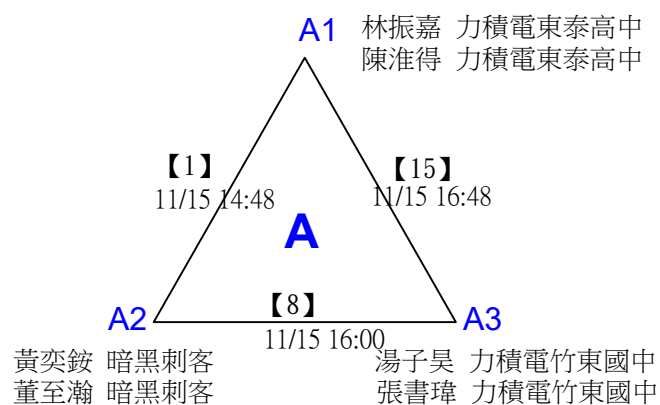 A1 林振嘉 力積電東泰高中
陳淮得 力積電東泰高中
【1】
11/15 14:48
【15】
11/15 16:48
A
【8】
A2
A3
11/15 16:00
黃奕銨 暗黑刺客
董至瀚 暗黑刺客
湯子昊 力積電竹東國中
張書瑋 力積電竹東國中